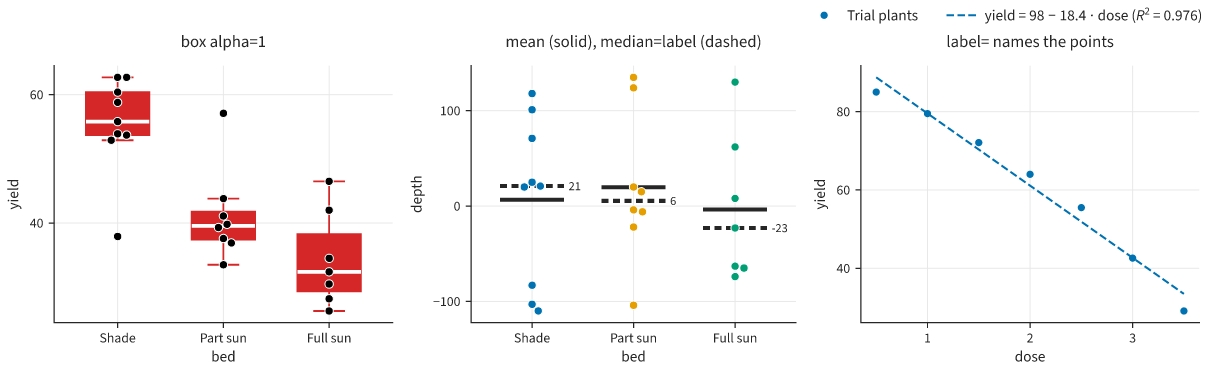 Trial plants
yield = 98 − 18.4 · dose (R² = 0.976)
box alpha=1
mean (solid), median=label (dashed)
label= names the points
yield
60
40
Shade
Part sun
Full sun
bed
depth
100
0
−100
21
6
-23
Shade
Part sun
Full sun
bed
yield
80
60
40
1
2
3
dose